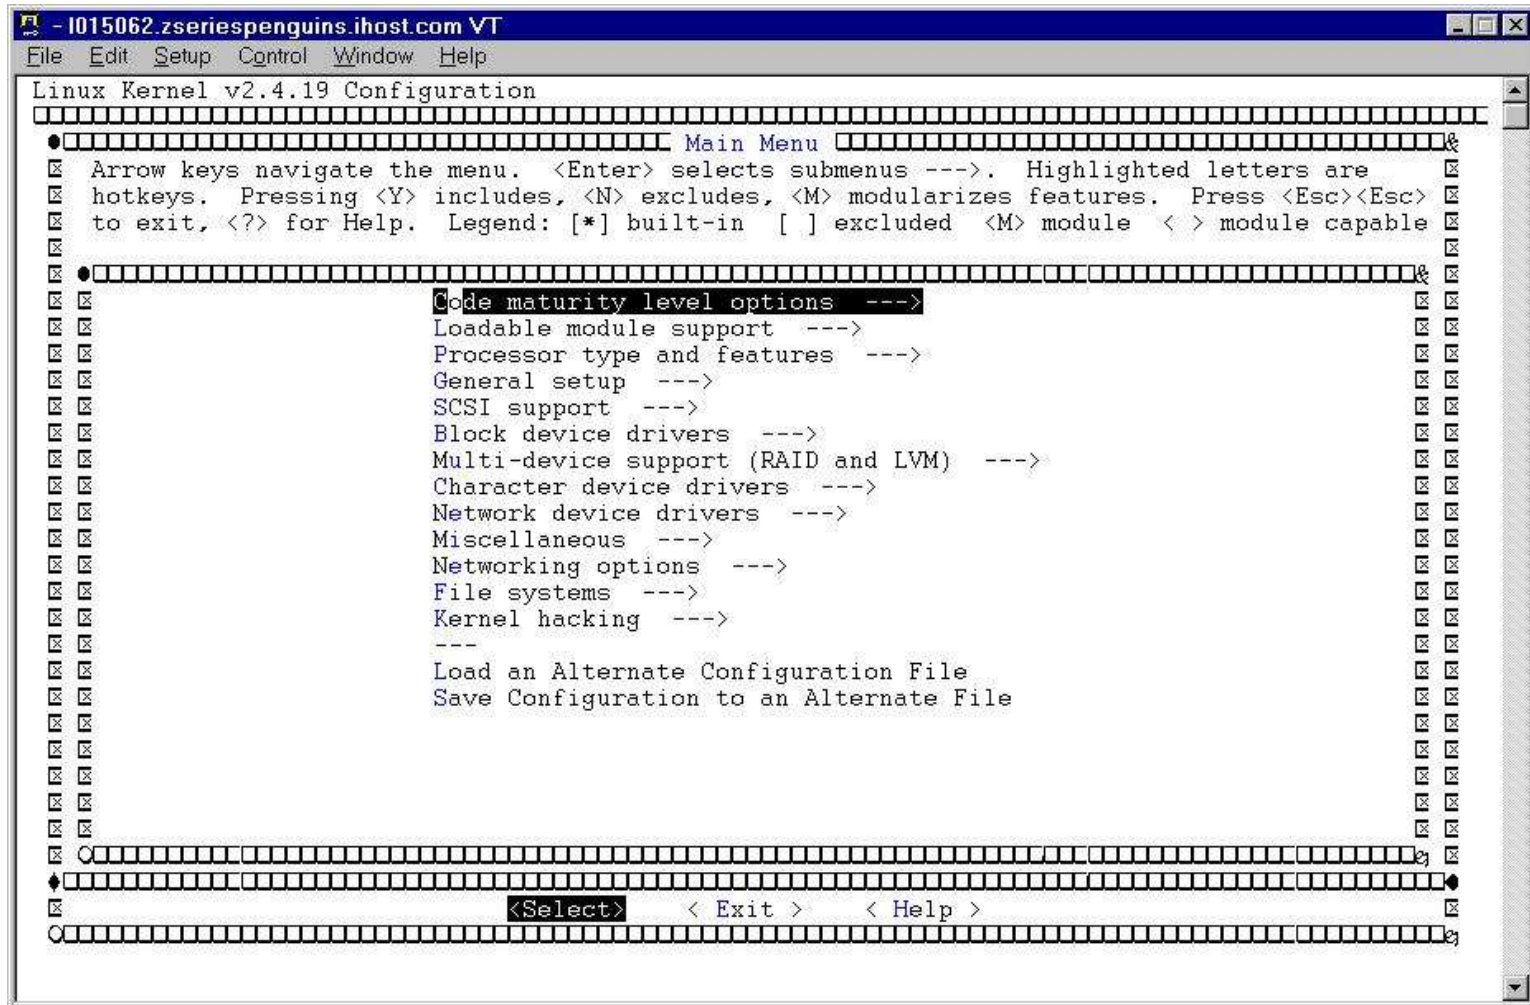 - l015062.zseriespenguins.ihost.com VT
File Edit Setup Control Window Help
Linux Kernel v2.4.19 Configuration
Main Menu
Arrow keys navigate the menu. <Enter> selects submenus --->. Highlighted letters are
hotkeys. Pressing <Y> includes, <N> excludes, <M> modularizes features. Press <Esc><Esc>
to exit, <?> for Help. Legend: [*] built-in [ ] excluded <M> module < > module capable
Code maturity level options --->
Loadable module support --->
Processor type and features --->
General setup --->
SCSI support --->
Block device drivers --->
Multi-device support (RAID and LVM) --->
Character device drivers --->
Network device drivers --->
Miscellaneous --->
Networking options --->
File systems --->
Kernel hacking --->
---
Load an Alternate Configuration File
Save Configuration to an Alternate File
<Select> < Exit > < Help >